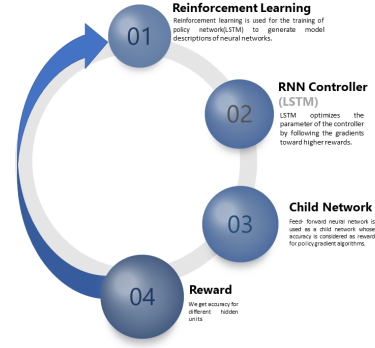 01
Reinforcement Learning
Reinforcement learning is used for the training of
policy network(LSTM) to generate model
descriptions of neural networks.
02
RNN Controller
(LSTM)
LSTM optimizes the
parameter of the controller
by following the gradients
toward higher rewards.
03
Child Network
Feed- forward neural network is
used as a child network whose
accuracy is considered as reward
for policy gradient algorithms.
04
Reward
We get accuracy for
different hidden
units